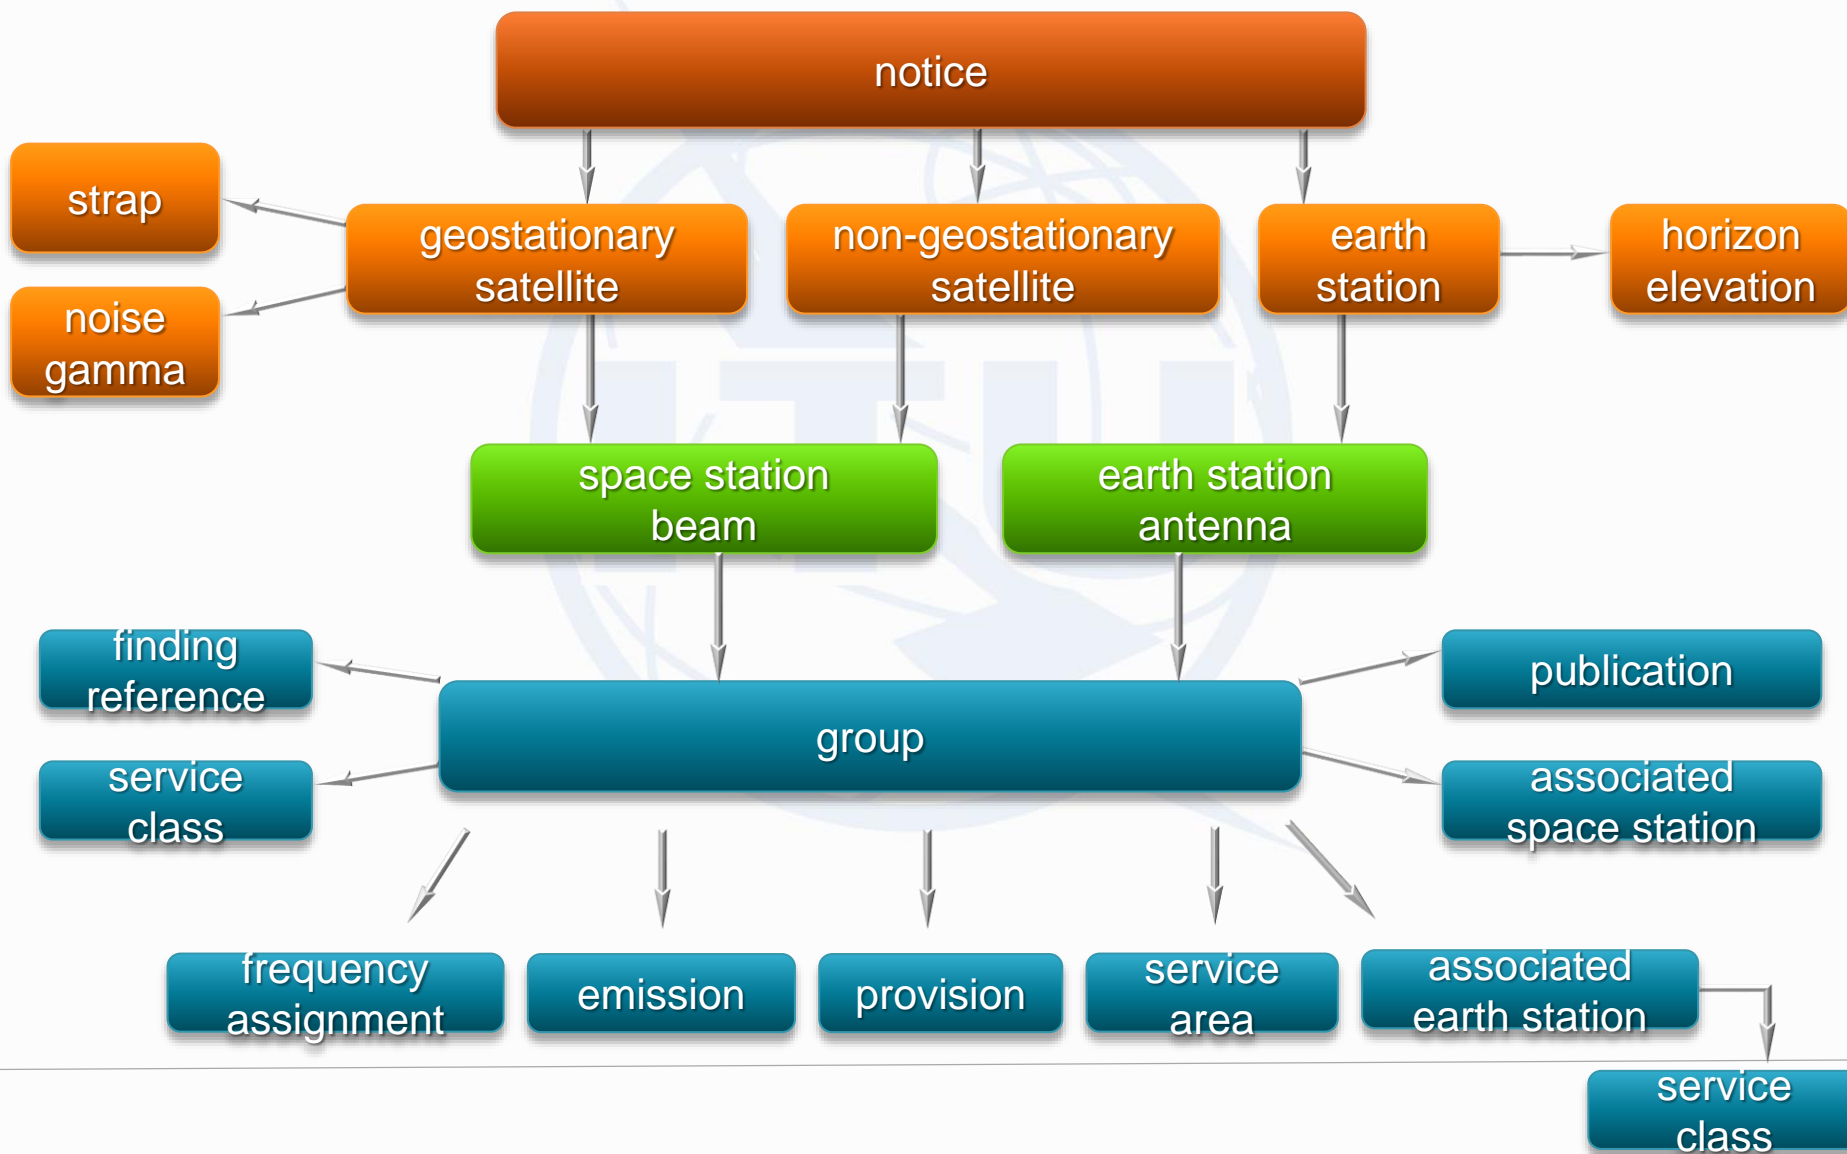 notice
strap
geostationary
satellite
non-geostationary
satellite
earth
station
horizon
elevation
noise
gamma
space station
beam
earth station
antenna
finding
reference
publication
group
service
class
associated
space station
frequency
assignment
emission
provision
service
area
associated
earth station
service
class
ITU